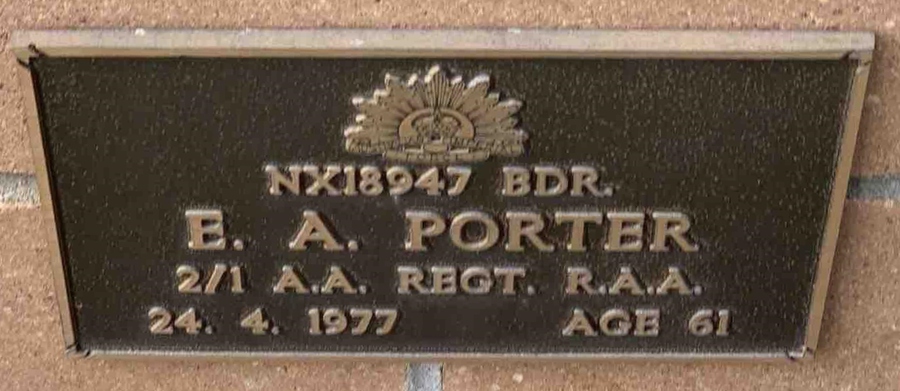 NX18947 BDR.
E. A. PORTER
2/1 A.A. REGT. R.A.A.
24. 4. 1977 AGE 61